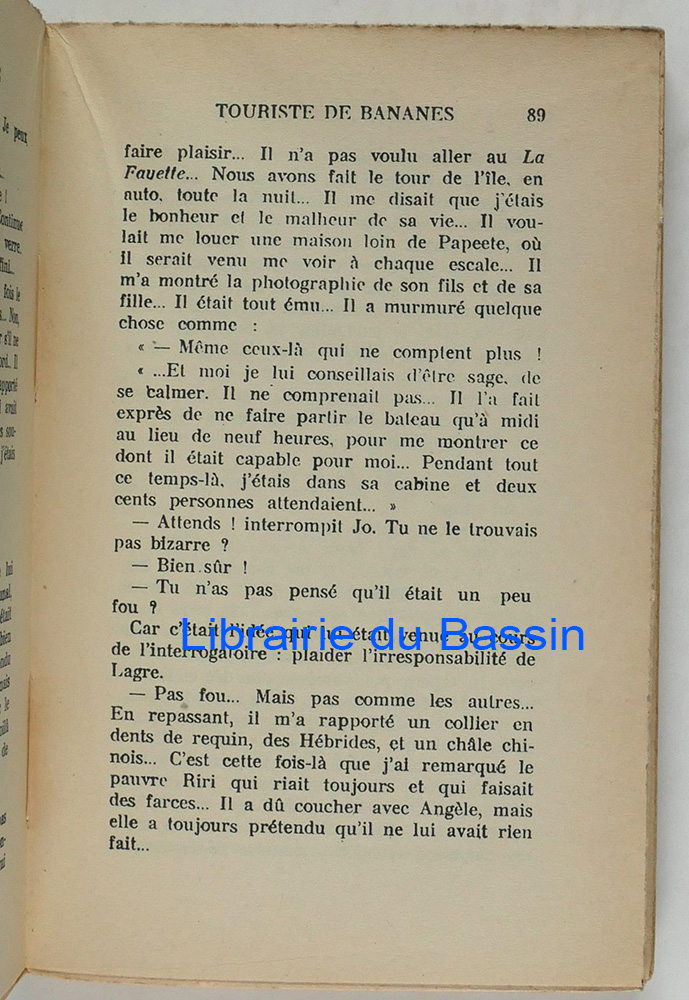 TOURISTE DE BANANES 89
faire plaisir... Il n'a pas voulu aller au La
Fayette... Nous avons fait le tour de l'île, en
auto, toute la nuit... Il me disait que j'étais
le bonheur et le malheur de sa vie... Il vou-
lait me louer une maison loin de Papeete, où
il serait venu me voir à chaque escale... Il
m'a montré la photographie de son fils et de sa
fille... Il était tout ému... Il a murmuré quelque
chose comme :
« — Même ceux-là qui ne comptent plus !
« ...Et moi je lui conseillais d'être sage, de
se calmer. Il ne comprenait pas... Il l'a fait
exprès de ne faire partir le bateau qu'à midi
au lieu de neuf heures, pour me montrer ce
dont il était capable pour moi... Pendant tout
ce temps-là, j'étais dans sa cabine et deux
cents personnes attendaient... »
— Attends ! interrompit Jo. Tu ne le trouvais
pas bizarre ?
— Bien sûr !
— Tu n'as pas pensé qu'il était un peu
fou ?
Car c'était l'idée qui lui était venue au cours
Librairie du Bassin
de l'interrogatoire : plaider l'irresponsabilité de
Lagre.
— Pas fou... Mais pas comme les autres...
En repassant, il m'a rapporté un collier en
dents de requin, des Hébrides, et un châle chi-
nois... C'est cette fois-là que j'ai remarqué le
pauvre Riri qui riait toujours et qui faisait
des farces... Il a dû coucher avec Angèle, mais
elle a toujours prétendu qu'il ne lui avait rien
fait...